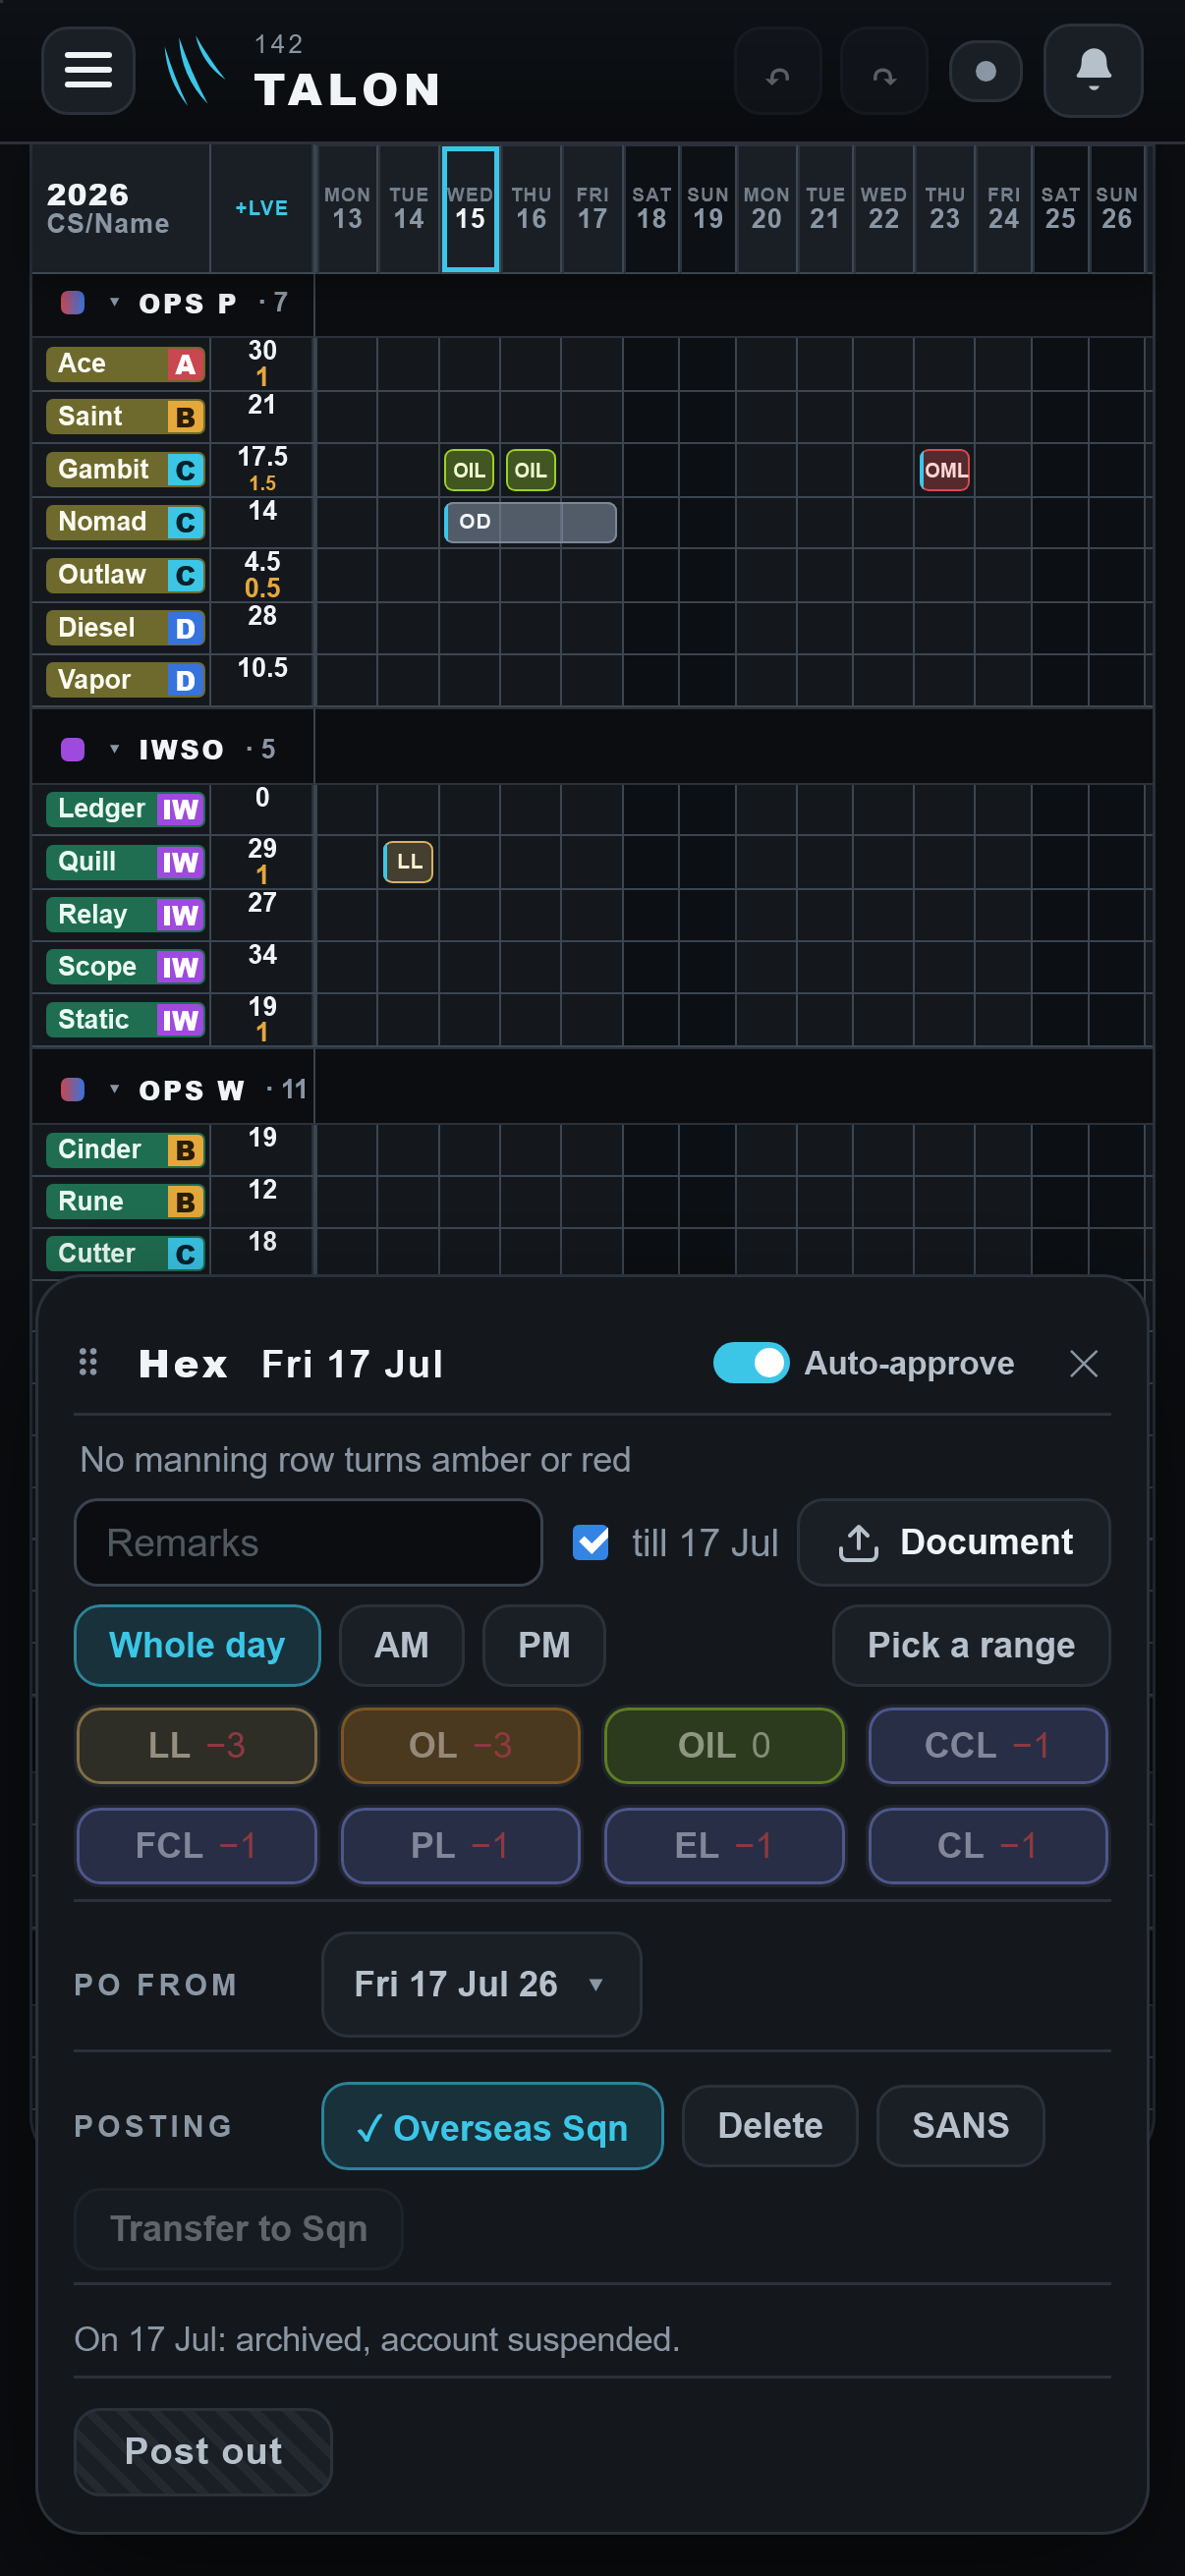 142
TALON
2026
CS/Name
+LVE
MON 13
TUE 14
WED 15
THU 16
FRI 17
SAT 18
SUN 19
MON 20
TUE 21
WED 22
THU 23
FRI 24
SAT 25
SUN 26
OPS P · 7
Ace A 30 1
Saint B 21
Gambit C 17.5 1.5 OIL OIL OML
Nomad C 14 OD
Outlaw C 4.5 0.5
Diesel D 28
Vapor D 10.5
IWSO · 5
Ledger IW 0
Quill IW 29 1 LL
Relay IW 27
Scope IW 34
Static IW 19 1
OPS W · 11
Cinder B 19
Rune B 12
Cutter C 18
Hex Fri 17 Jul Auto-approve
No manning row turns amber or red
Remarks till 17 Jul Document
Whole day AM PM Pick a range
LL −3 OL −3 OIL 0 CCL −1
FCL −1 PL −1 EL −1 CL −1
PO FROM Fri 17 Jul 26
POSTING ✓ Overseas Sqn Delete SANS
Transfer to Sqn
On 17 Jul: archived, account suspended.
Post out